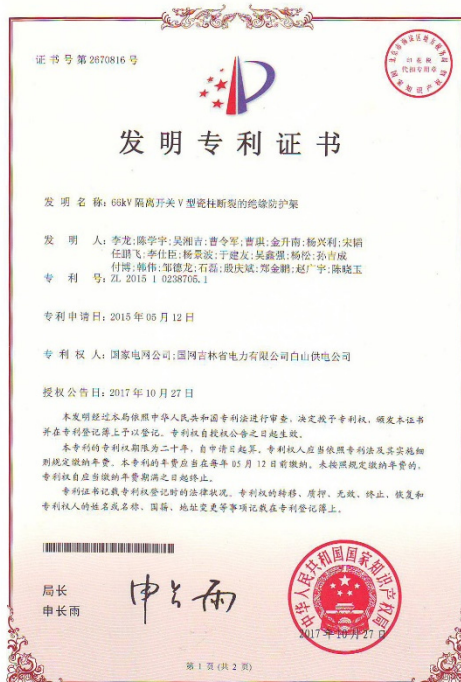 证书号第2670816号
印花税
代扣专用章
国家知识产权局
发明专利证书
发 明 名 称：66kV隔离开关V型瓷柱断裂的绝缘防护架
发 明 人：李龙;陈学宇;吴湘吉;曹令军;曹琪;金升南;杨兴利;宋韬
任鹏飞;李仕臣;杨景波;于建友;吴鑫强;杨松;孙吉成
付博;韩伟;邹德龙;石磊;殷庆斌;郑金鹏;赵广宇;陈晓玉
专 利 号：ZL 2015 1 0238705.1
专利申请日：2015年05月12日
专 利 权 人：国家电网公司;国网吉林省电力有限公司白山供电公司
授权公告日：2017年10月27日
本发明经过本局依照中华人民共和国专利法进行审查，决定授予专利权，颁发本证书
并在专利登记簿上予以登记。专利权自授权公告之日起生效。
本专利的专利权期限为二十年，自申请日起算。专利权人应当依照专利法及其实施细
则规定缴纳年费。本专利的年费应当在每年05月12日前缴纳。未按照规定缴纳年费的，
专利权自应当缴纳年费期满之日起终止。
专利证书记载专利权登记时的法律状况。专利权的转移、质押、无效、终止、恢复和
专利权人的姓名或名称、国籍、地址变更等事项记载在专利登记簿上。
局长
申长雨
申长雨
中华人民共和国国家知识产权局
2017年10月27日
第 1 页 (共 2 页)